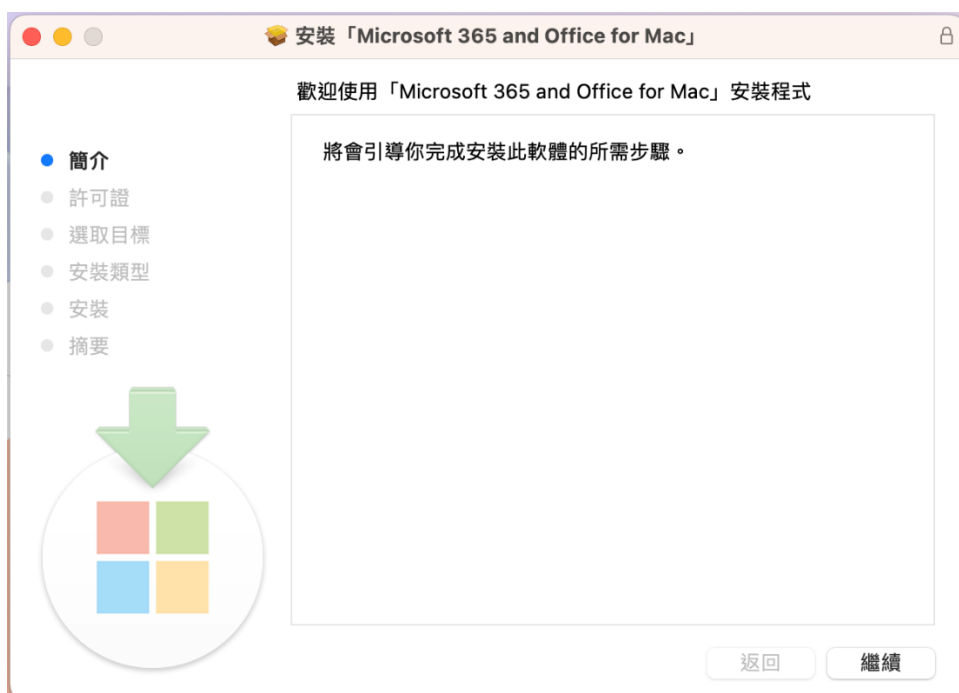 安裝「Microsoft 365 and Office for Mac」
歡迎使用「Microsoft 365 and Office for Mac」安裝程式
將會引導你完成安裝此軟體的所需步驟。
簡介
許可證
選取目標
安裝類型
安裝
摘要
返回
繼續